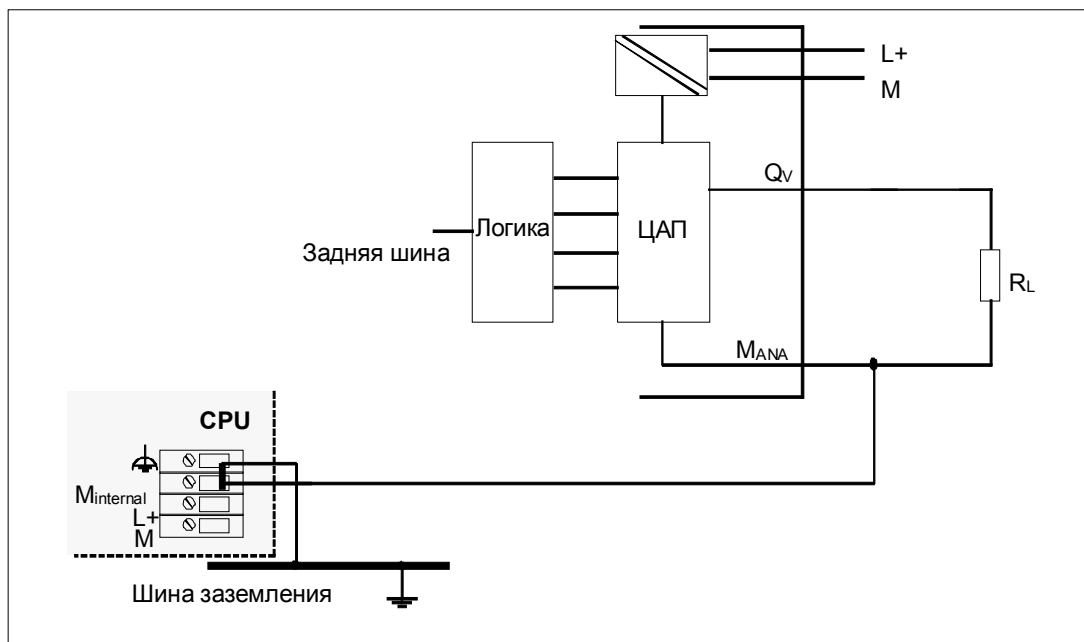 L+
M
QV
Логика
ЦАП
Задняя шина
RL
MANA
CPU
Minternal
L+
M
Шина заземления